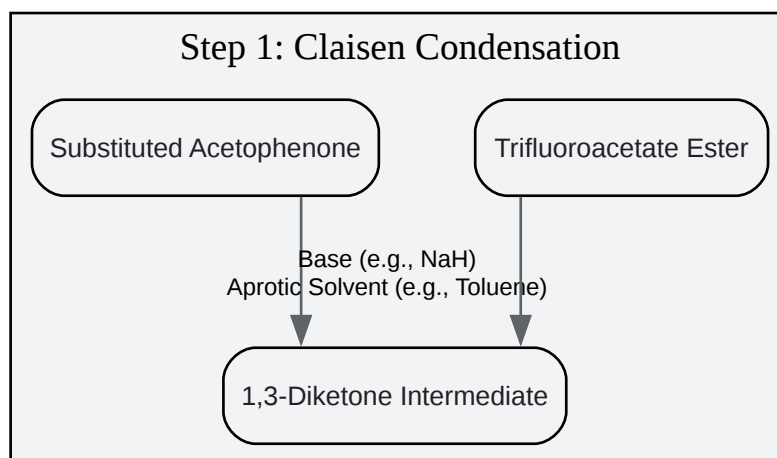 Step 1: Claisen Condensation
Substituted Acetophenone
Trifluoroacetate Ester
Base (e.g., NaH)
Aprotic Solvent (e.g., Toluene)
1,3-Diketone Intermediate